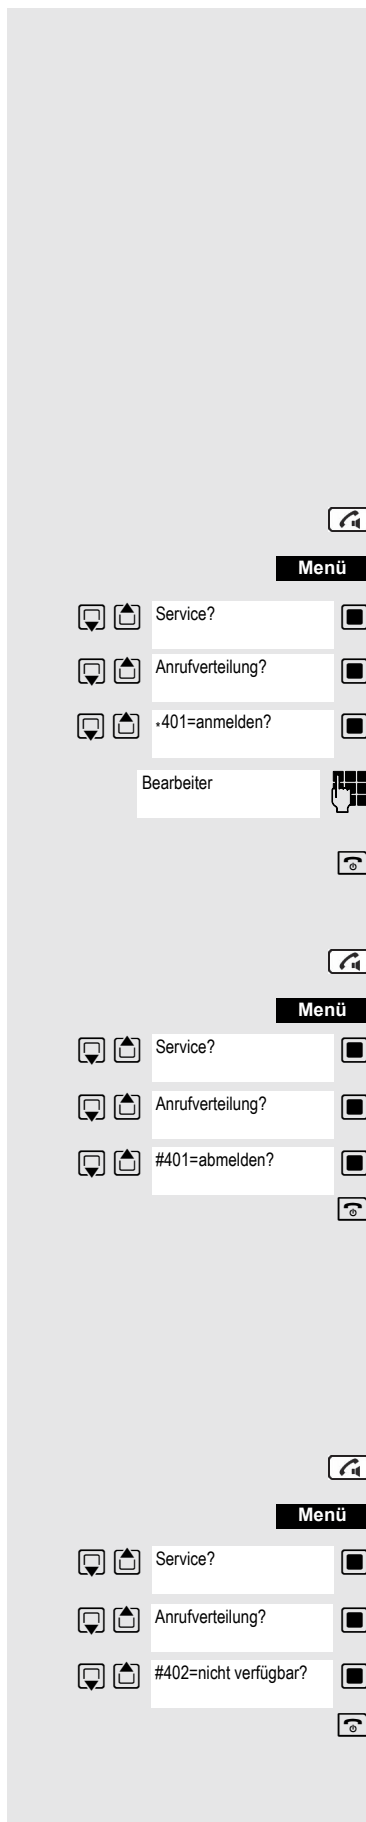 Menü
Service?
Anrufverteilung?
*401=anmelden?
Bearbeiter
Menü
Service?
Anrufverteilung?
#401=abmelden?
Menü
Service?
Anrufverteilung?
#402=nicht verfügbar?